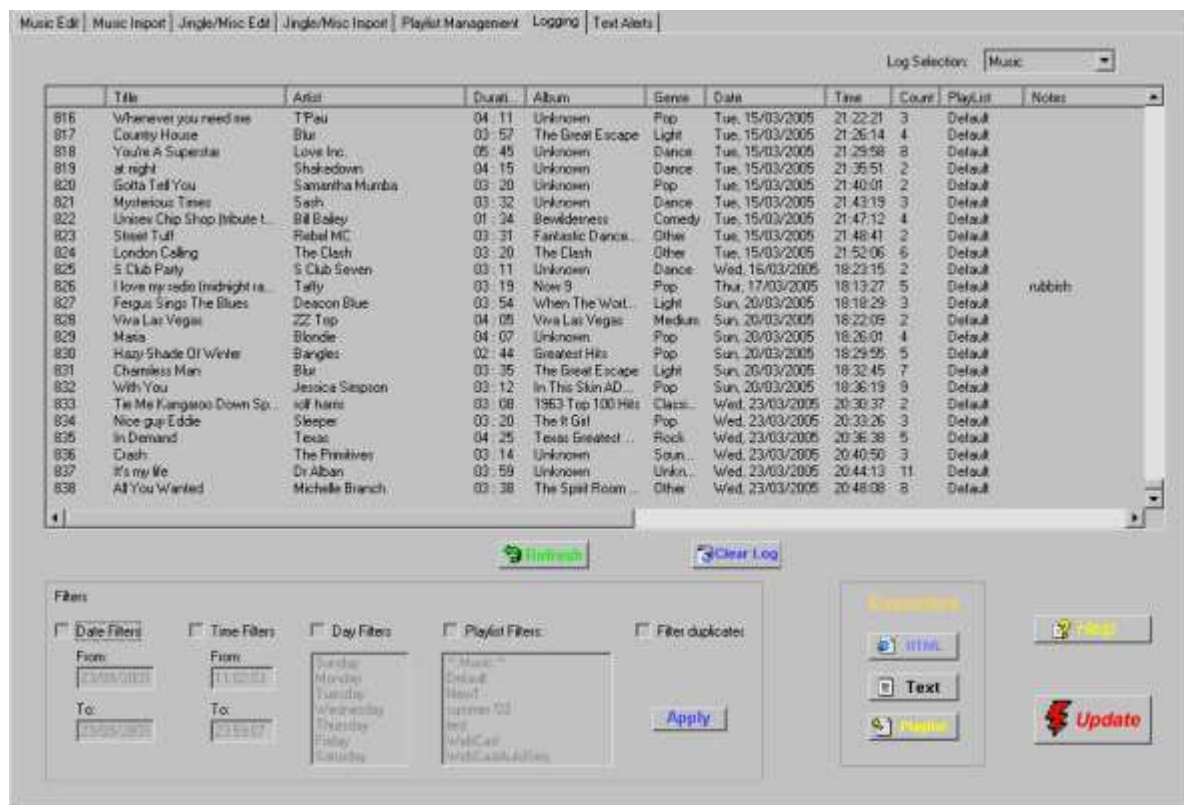 Music Edit Music Import Jingle/Misc Edit Jingle/Misc Import Playlist Management Logging Text Alerts
Log Selection: Music
Title Artist Durati... Album Genre Date Time Count PlayList Notes
816 Whenever you need me T'Pau 04 : 11 Unknown Pop Tue, 15/03/2005 21:22:21 3 Default
817 Country House Blur 03 : 57 The Great Escape Light Tue, 15/03/2005 21:26:14 4 Default
818 You're A Superstar Love Inc. 05 : 45 Unknown Dance Tue, 15/03/2005 21:29:58 8 Default
819 at night Shakedown 04 : 15 Unknown Dance Tue, 15/03/2005 21:35:51 2 Default
820 Gotta Tell You Samantha Mumba 03 : 20 Unknown Pop Tue, 15/03/2005 21:40:01 2 Default
821 Mysterious Times Sash 03 : 32 Unknown Dance Tue, 15/03/2005 21:43:19 3 Default
822 Unisex Chip Shop (tribute t... Bill Bailey 01 : 34 Bewilderness Comedy Tue, 15/03/2005 21:47:12 4 Default
823 Street Tuff Rebel MC 03 : 31 Fantastic Dance... Other Tue, 15/03/2005 21:48:41 2 Default
824 London Calling The Clash 03 : 20 The Clash Other Tue, 15/03/2005 21:52:06 6 Default
825 S Club Party S Club Seven 03 : 11 Unknown Dance Wed, 16/03/2005 18:23:15 2 Default
826 I love my radio (midnight ra... Taffy 03 : 19 Now 9 Pop Thur, 17/03/2005 18:13:27 5 Default rubbish
827 Fergus Sings The Blues Deacon Blue 03 : 54 When The Worl... Light Sun, 20/03/2005 18:18:29 3 Default
828 Viva Las Vegas ZZ Top 04 : 05 Viva Las Vegas Medium Sun, 20/03/2005 18:22:09 2 Default
829 Maria Blondie 04 : 07 Unknown Pop Sun, 20/03/2005 18:26:01 4 Default
830 Hazy Shade Of Winter Bangles 02 : 44 Greatest Hits Pop Sun, 20/03/2005 18:29:55 5 Default
831 Charmless Man Blur 03 : 35 The Great Escape Light Sun, 20/03/2005 18:32:45 7 Default
832 With You Jessica Simpson 03 : 12 In This Skin AD... Pop Sun, 20/03/2005 18:36:19 9 Default
833 Tie Me Kangaroo Down Sp... rolf harris 03 : 08 1963 Top 100 Hits Classi... Wed, 23/03/2005 20:30:37 2 Default
834 Nice guy Eddie Sleeper 03 : 20 The It Girl Pop Wed, 23/03/2005 20:33:26 3 Default
835 In Demand Texas 04 : 25 Texas Greatest ... Rock Wed, 23/03/2005 20:36:38 5 Default
836 Crash The Primitives 03 : 14 Unknown Soun... Wed, 23/03/2005 20:40:50 3 Default
837 It's my life Dr Alban 03 : 59 Unknown Unkn... Wed, 23/03/2005 20:44:13 11 Default
838 All You Wanted Michelle Branch 03 : 38 The Spirit Room ... Other Wed, 23/03/2005 20:48:08 8 Default
Refresh Clear Log
Filters
Date Filters Time Filters Day Filters Playlist Filters: Filter duplicates
From: From:
To: To:
Sunday
Monday
Tuesday
Wednesday
Thursday
Friday
Saturday
* Music *
Default
New1
summer '03
test
WebCast
HTML
Text
Playlist
Apply
Help
Update